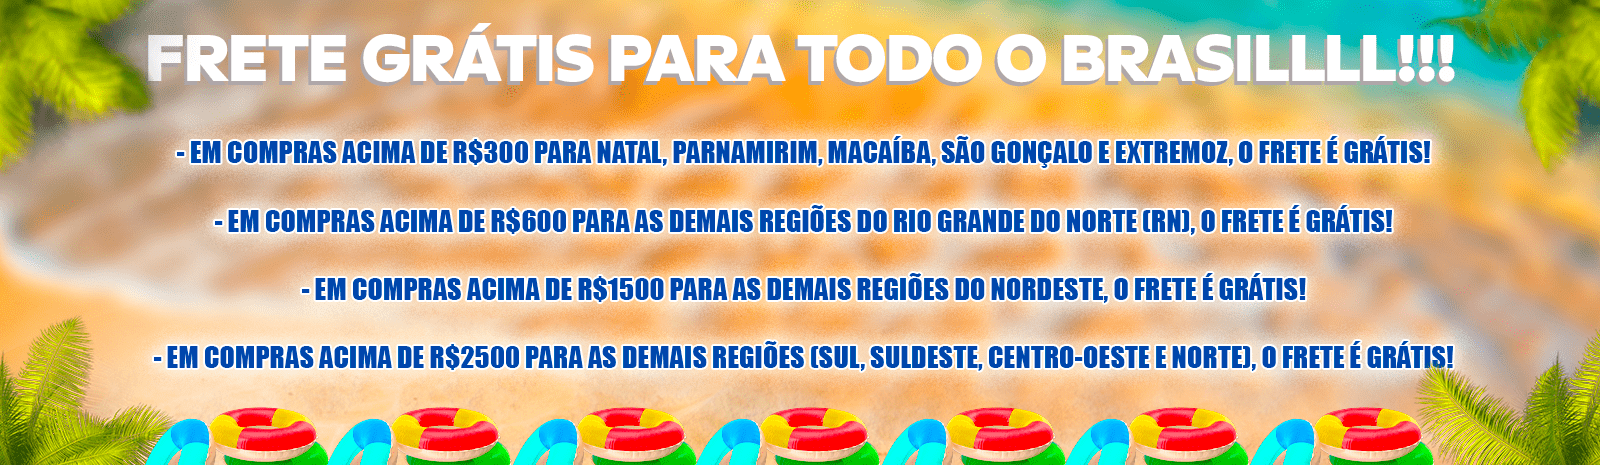 FRETE GRÁTIS PARA TODO O BRASILLLL!!!
- EM COMPRAS ACIMA DE R$300 PARA NATAL, PARNAMIRIM, MACAÍBA, SÃO GONÇALO E EXTREMOZ, O FRETE É GRÁTIS!
- EM COMPRAS ACIMA DE R$600 PARA AS DEMAIS REGIÕES DO RIO GRANDE DO NORTE (RN), O FRETE É GRÁTIS!
- EM COMPRAS ACIMA DE R$1500 PARA AS DEMAIS REGIÕES DO NORDESTE, O FRETE É GRÁTIS!
- EM COMPRAS ACIMA DE R$2500 PARA AS DEMAIS REGIÕES (SUL, SULDESTE, CENTRO-OESTE E NORTE), O FRETE É GRÁTIS!